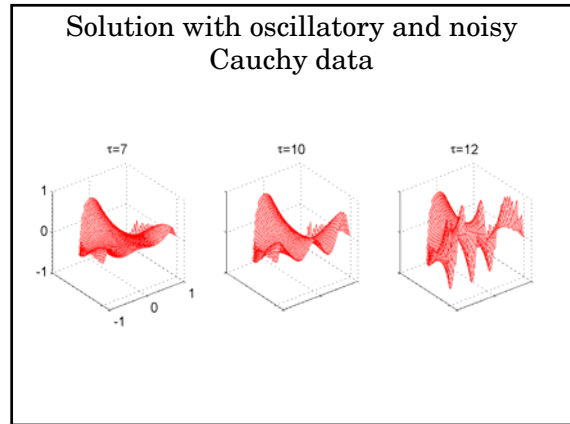 Solution with oscillatory and noisy
Cauchy data
τ=7
τ=10
τ=12
1
0
-1
-1
0
1